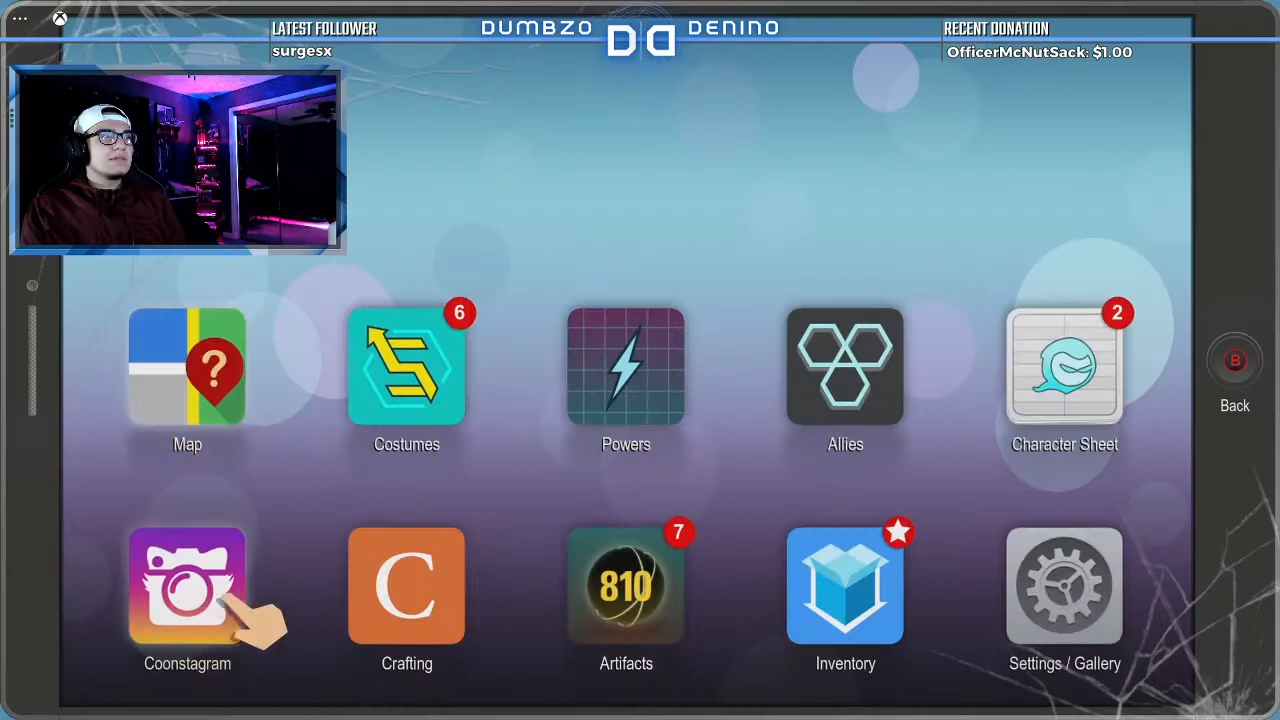 LATEST FOLLOWER
surgesx
DUMBZO DD DENINO
RECENT DONATION
OfficerMcNutSack: $1.00
6
2
?
Map
Costumes
Powers
Allies
Character Sheet
B
Back
7
C
810
Coonstagram
Crafting
Artifacts
Inventory
Settings / Gallery